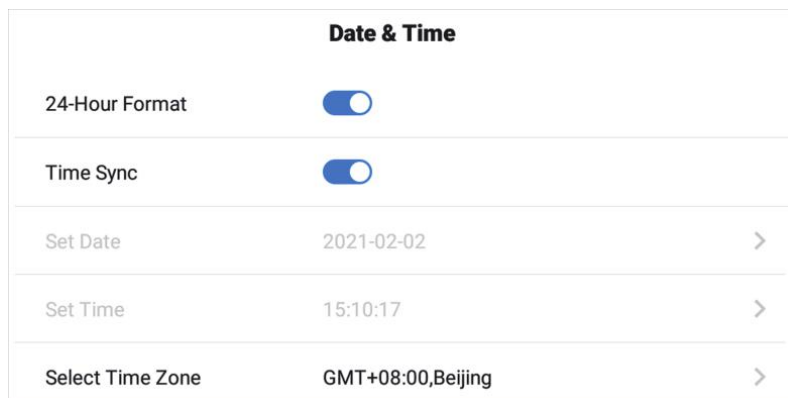 Date & Time
24-Hour Format
Time Sync
Set Date 2021-02-02
Set Time 15:10:17
Select Time Zone GMT+08:00,Beijing